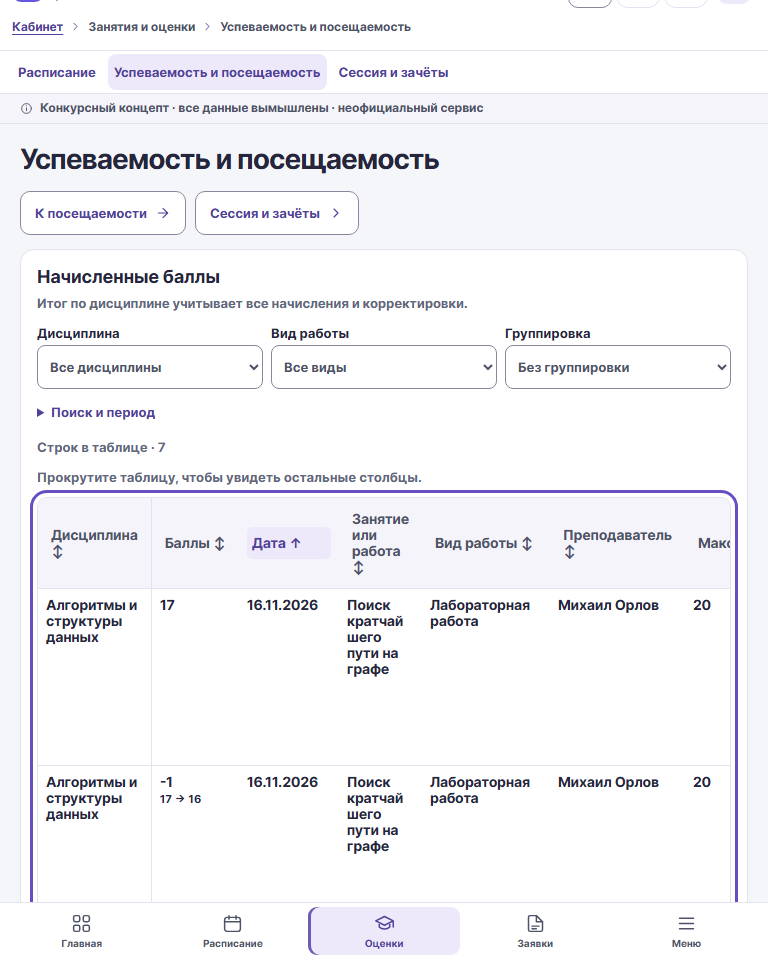 Кабинет > Занятия и оценки > Успеваемость и посещаемость
Расписание Успеваемость и посещаемость Сессия и зачёты
Конкурсный концепт · все данные вымышлены · неофициальный сервис
Успеваемость и посещаемость
К посещаемости → Сессия и зачёты >
Начисленные баллы
Итог по дисциплине учитывает все начисления и корректировки.
Дисциплина Вид работы Группировка
Все дисциплины Все виды Без группировки
Поиск и период
Строк в таблице · 7
Прокрутите таблицу, чтобы увидеть остальные столбцы.
Дисциплина ↕ Баллы ↕ Дата ↑ Занятие или работа ↕ Вид работы ↕ Преподаватель ↕
Алгоритмы и 17 16.11.2026 Поиск Лабораторная Михаил Орлов 20
структуры кратчай работа
данных шего
пути на
графе
Алгоритмы и -1 16.11.2026 Поиск Лабораторная Михаил Орлов 20
структуры 17 → 16 кратчай работа
данных шего
пути на
графе
Главная Расписание Оценки Заявки Меню